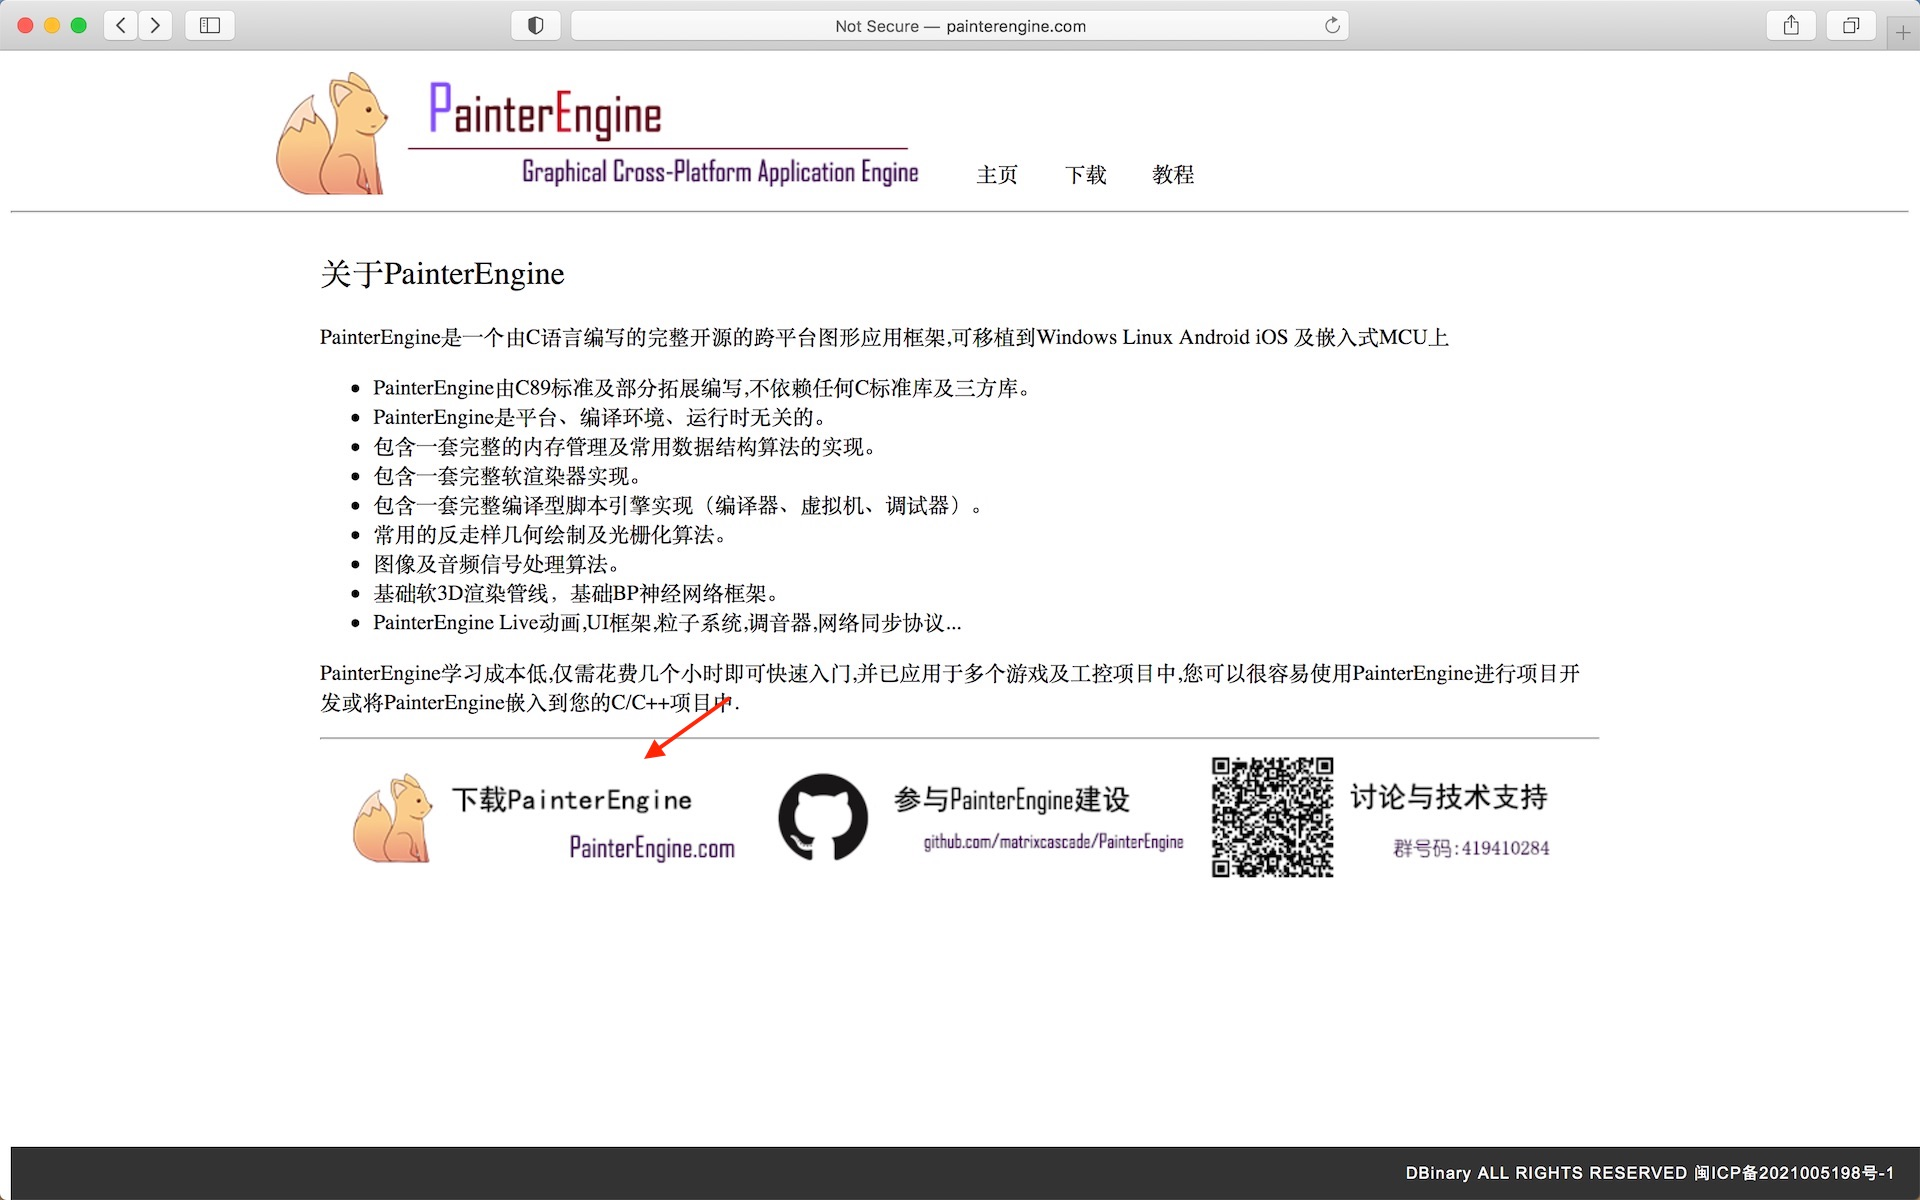 Not Secure — painterengine.com
PainterEngine
Graphical Cross-Platform Application Engine
主页 下载 教程
关于PainterEngine
PainterEngine是一个由C语言编写的完整开源的跨平台图形应用框架,可移植到Windows Linux Android iOS 及嵌入式MCU上
• PainterEngine由C89标准及部分拓展编写,不依赖任何C标准库及三方库。
• PainterEngine是平台、编译环境、运行时无关的。
• 包含一套完整的内存管理及常用数据结构算法的实现。
• 包含一套完整软渲染器实现。
• 包含一套完整编译型脚本引擎实现（编译器、虚拟机、调试器）。
• 常用的反走样几何绘制及光栅化算法。
• 图像及音频信号处理算法。
• 基础软3D渲染管线，基础BP神经网络框架。
• PainterEngine Live动画,UI框架,粒子系统,调音器,网络同步协议...
PainterEngine学习成本低,仅需花费几个小时即可快速入门,并已应用于多个游戏及工控项目中,您可以很容易使用PainterEngine进行项目开
发或将PainterEngine嵌入到您的C/C++项目中.
下载PainterEngine
PainterEngine.com
参与PainterEngine建设
github.com/matrixcascade/PainterEngine
讨论与技术支持
群号码:419410284
DBinary ALL RIGHTS RESERVED 闽ICP备2021005198号-1